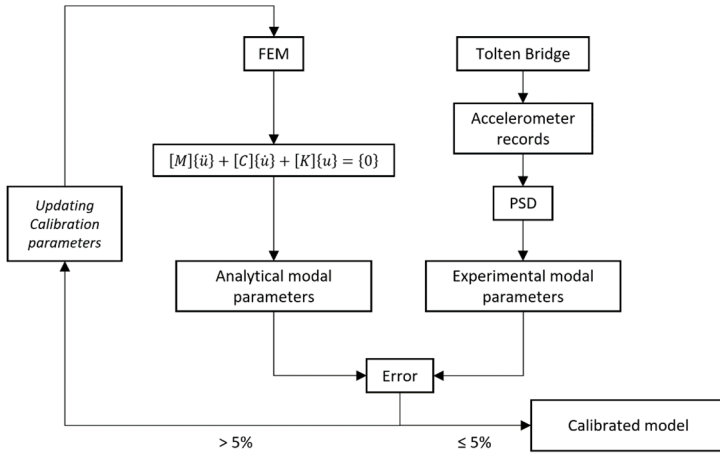 FEM
Tolten Bridge
Accelerometer
records
[M]{ü} + [C]{u̇} + [K]{u} = {0}
Updating
Calibration
parameters
PSD
Analytical modal
parameters
Experimental modal
parameters
Error
Calibrated model
> 5%
≤ 5%